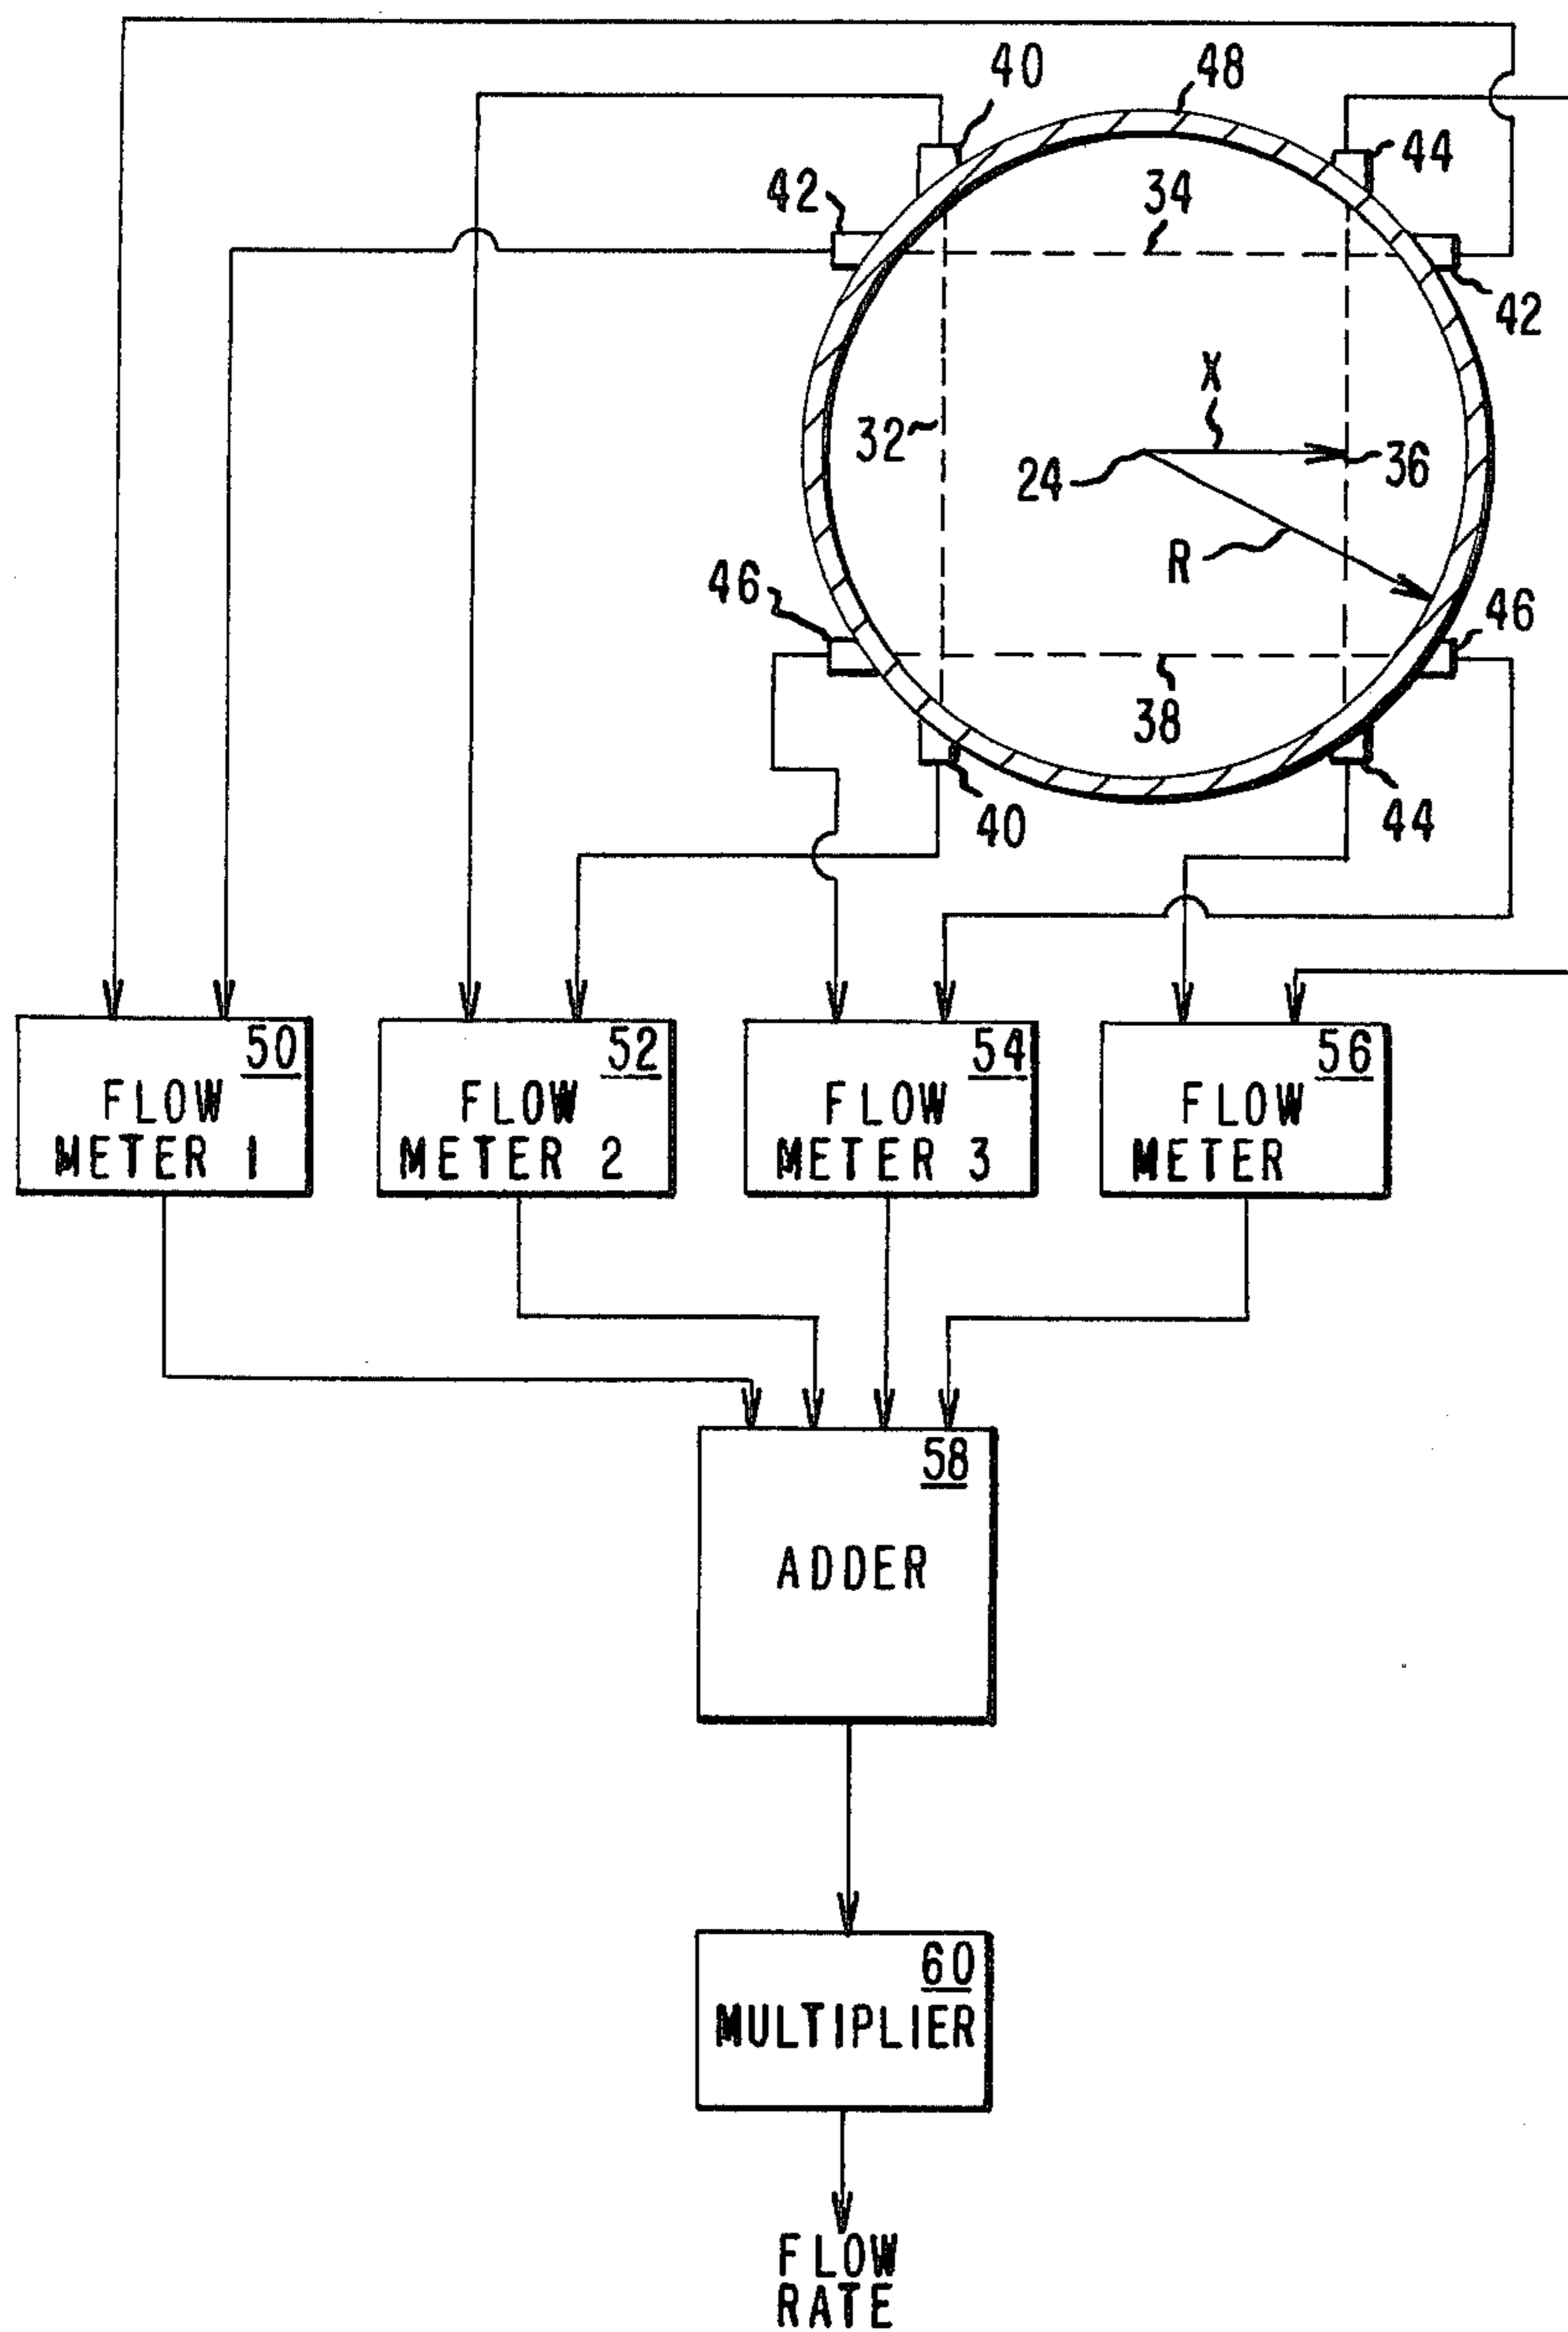 40
48
44
42
34
42
X
32
24
36
R
46
46
38
40
44
50
FLOW
METER 1
52
FLOW
METER 2
54
FLOW
METER 3
56
FLOW
METER
58
ADDER
60
MULTIPLIER
FLOW
RATE